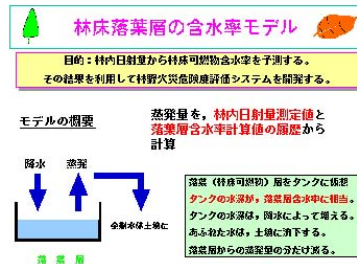 林床落葉層の含水率モデル
目的：林内日射量から林床可燃物含水率を予測する。
その結果を利用して林野火災危険度評価システムを開発する。
モデルの概要
蒸発量を，林内日射量測定値と
落葉層含水率計算値の履歴から
計算
降水 蒸発
余剰水は土壌に
落葉層
落葉（林床可燃物）層をタンクに仮想
タンクの水深が，落葉層含水率に相当。
タンクの水深は，降水によって増える。
あふれた水は，土壌に流下する。
落葉層からの蒸発量の分だけ減る。